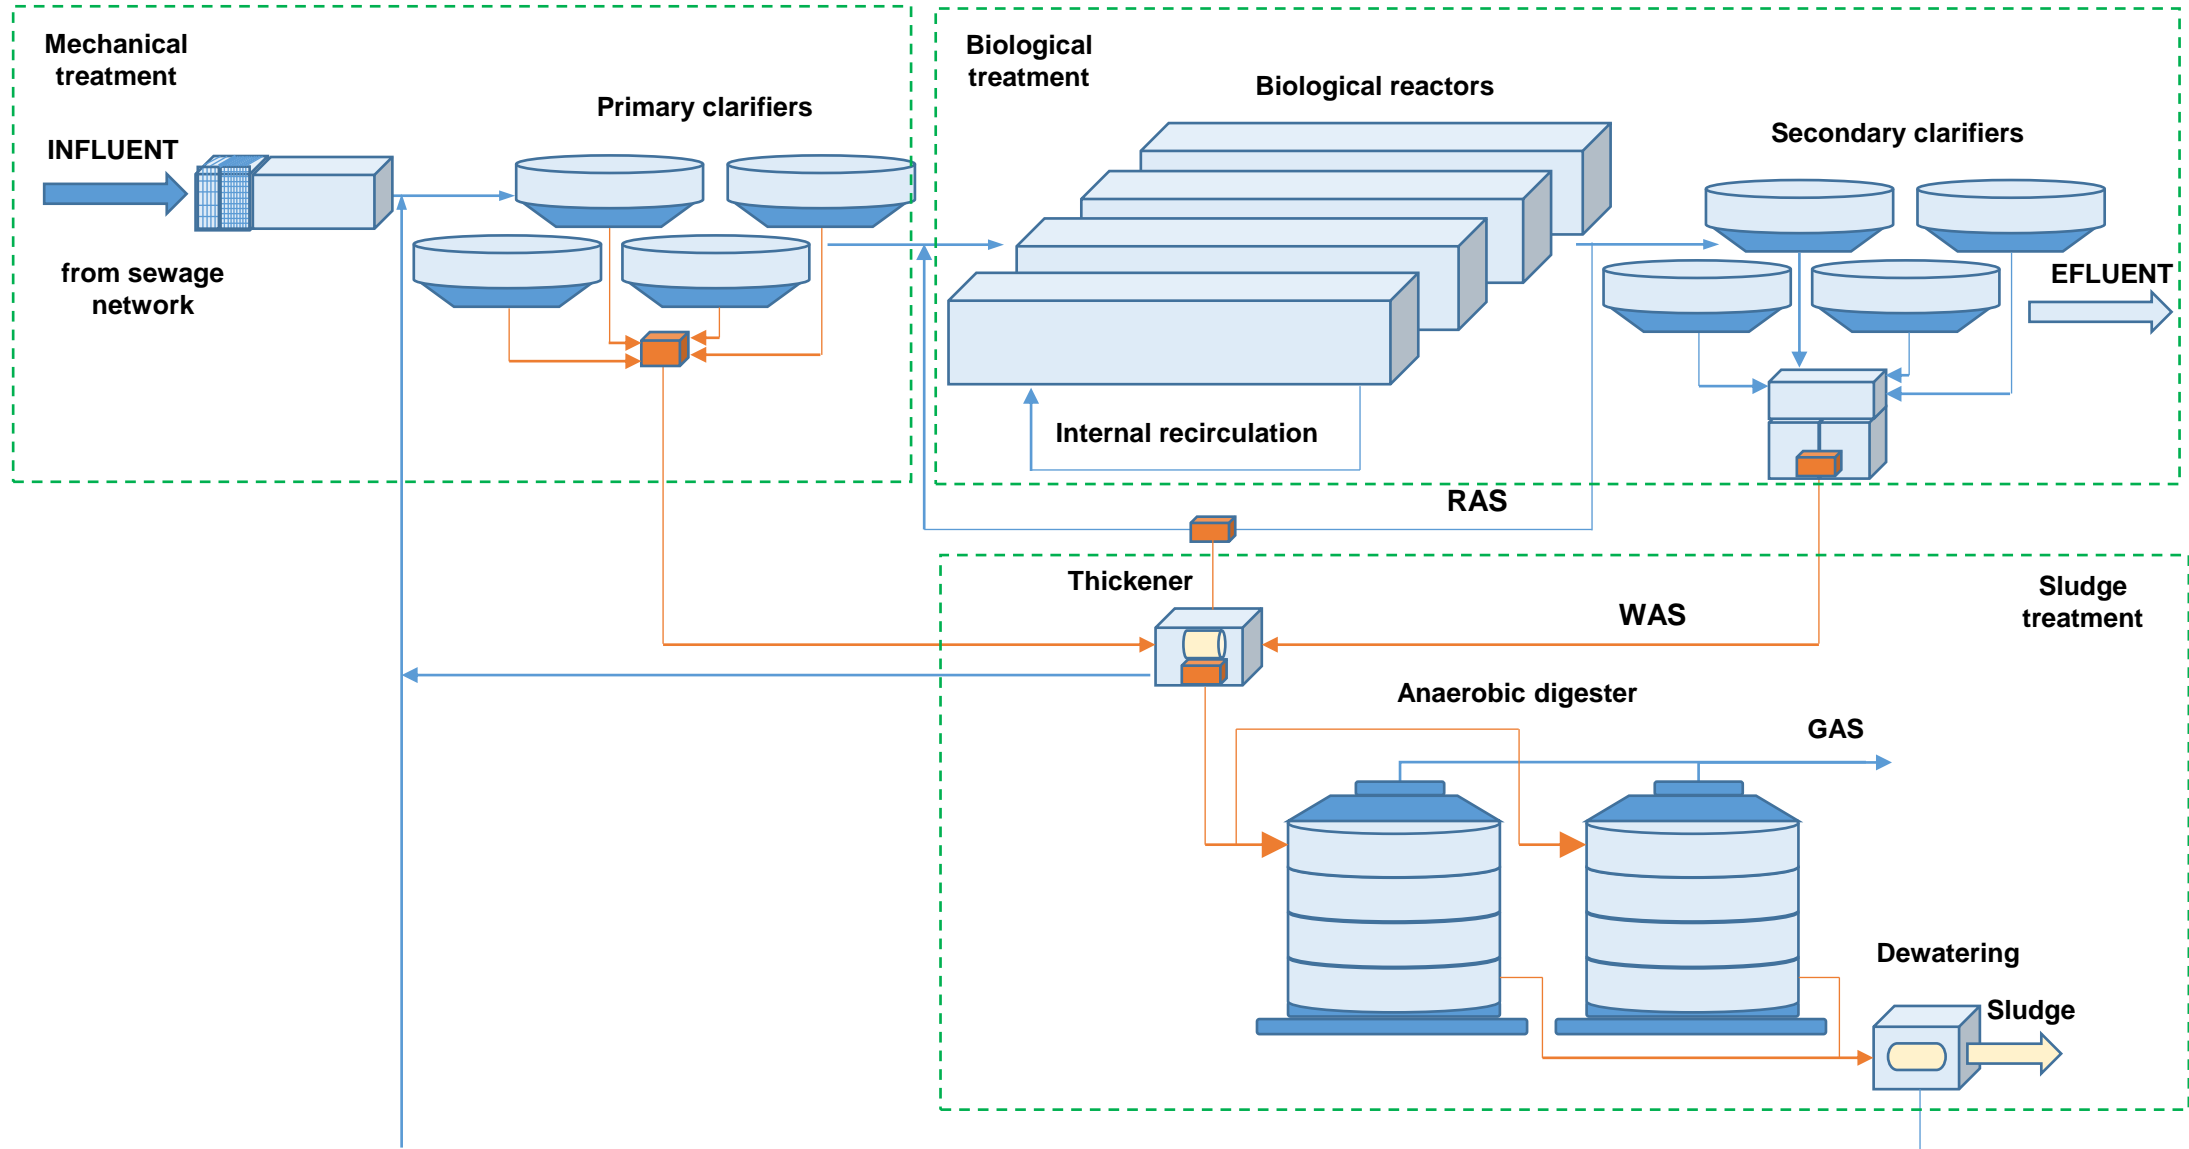 Mechanical
treatment
INFLUENT
from sewage
network
Primary clarifiers
Biological
treatment
Biological reactors
Secondary clarifiers
EFLUENT
Internal recirculation
RAS
Thickener
WAS
Sludge
treatment
Anaerobic digester
GAS
Dewatering
Sludge